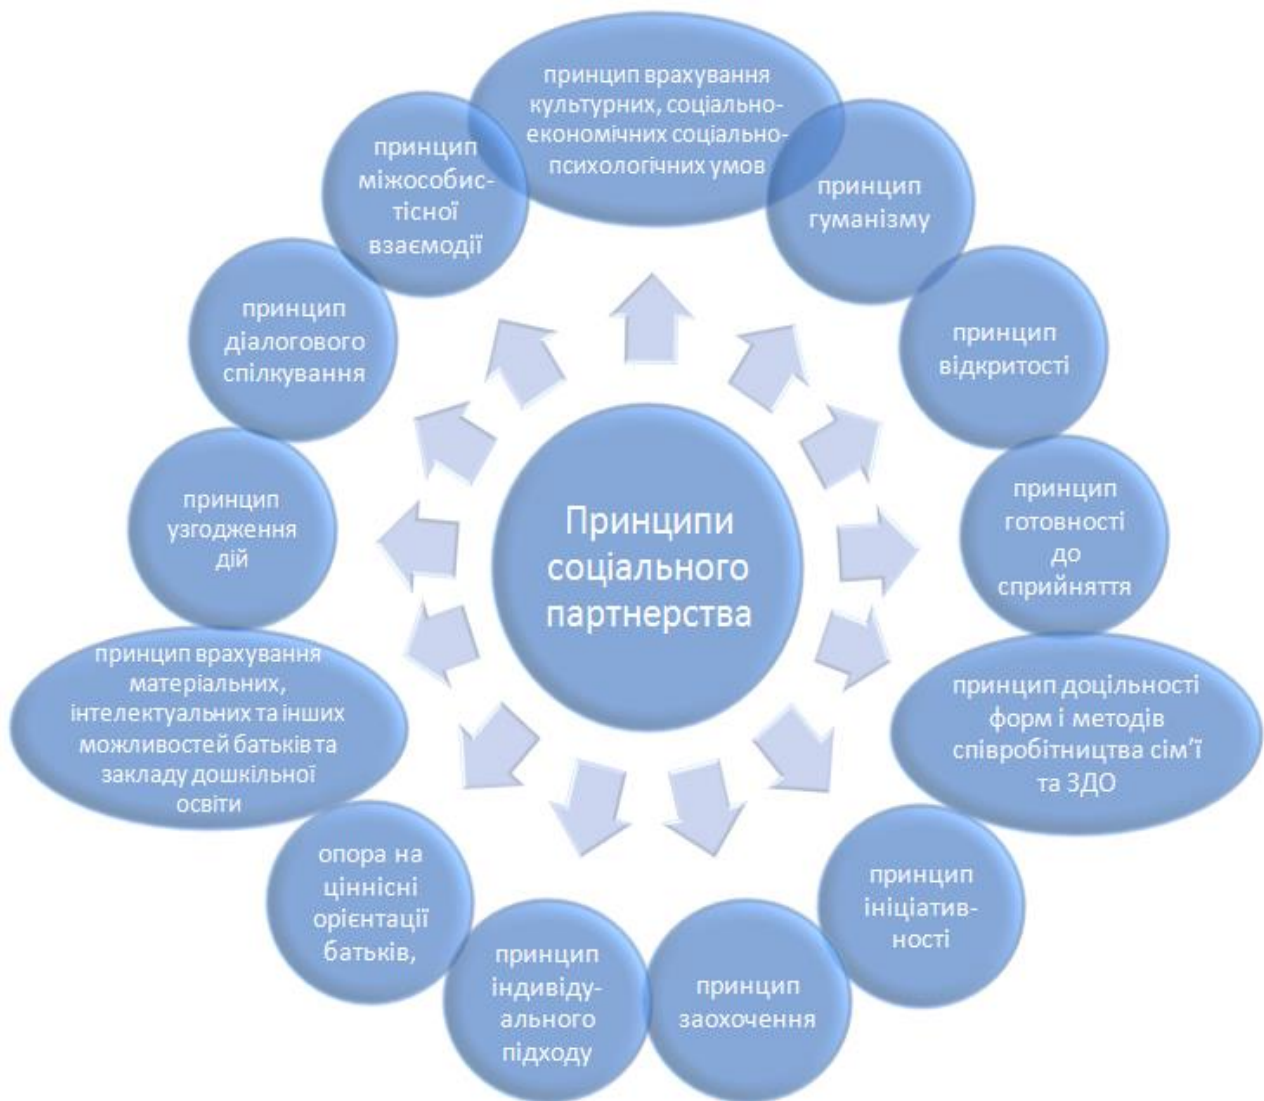 принцип врахування
культурних, соціально-
економічних соціально-
психологічних умов
принцип
гуманізму
принцип
відкритості
принцип
готовності
до
сприйняття
принцип доцільності
форм і методів
співробітництва сім’ї
та ЗДО
принцип
ініціатив-
ності
принцип
заохочення
принцип
індивіду-
ального
підходу
опора на
ціннісні
орієнтації
батьків,
принцип врахування
матеріальних,
інтелектуальних та інших
можливостей батьків та
закладу дошкільної
освіти
принцип
узгодження
дій
принцип
діалогового
спілкування
принцип
міжособис-
тісної
взаємодії
Принципи
соціального
партнерства